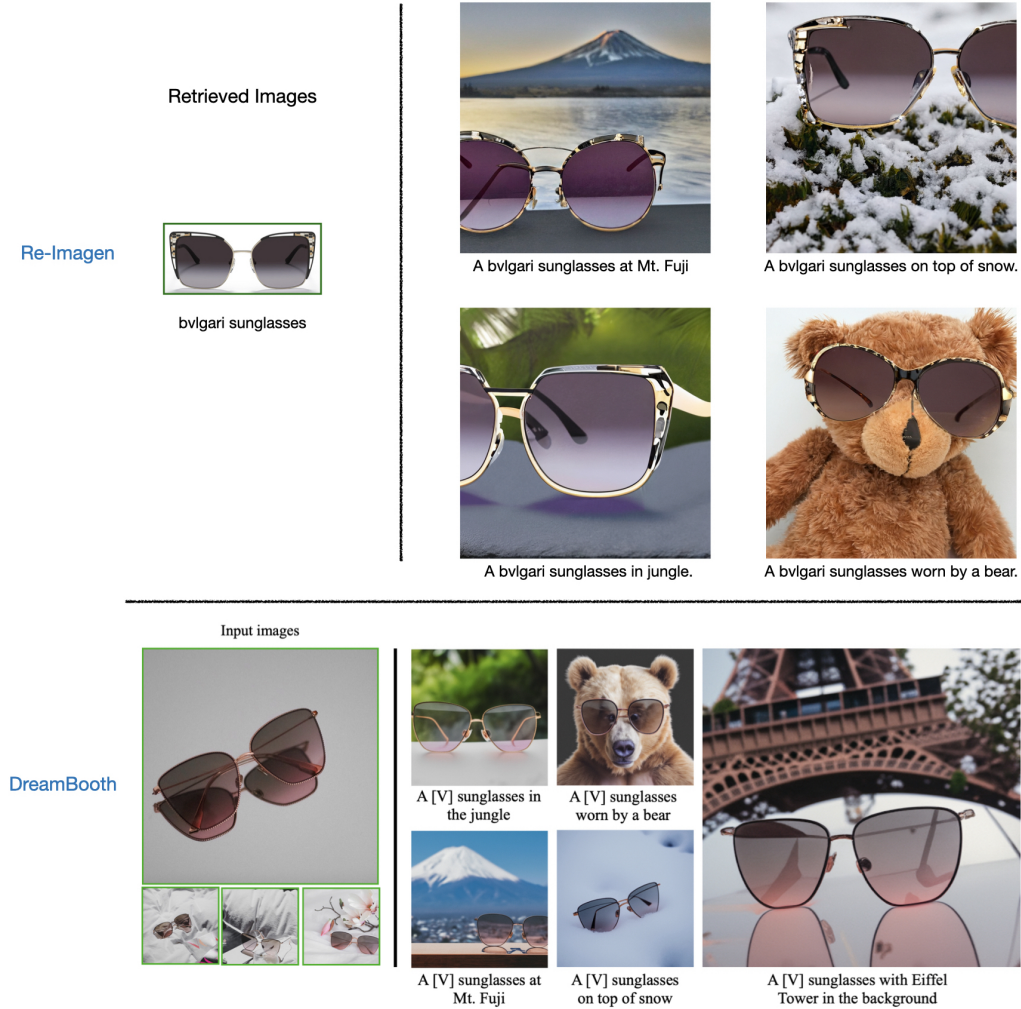 Retrieved Images
Re-Imagen
bvlgari sunglasses
A bvlgari sunglasses at Mt. Fuji
A bvlgari sunglasses on top of snow.
A bvlgari sunglasses in jungle.
A bvlgari sunglasses worn by a bear.
Input images
DreamBooth
A [V] sunglasses in
the jungle
A [V] sunglasses
worn by a bear
A [V] sunglasses at
Mt. Fuji
A [V] sunglasses
on top of snow
A [V] sunglasses with Eiffel
Tower in the background